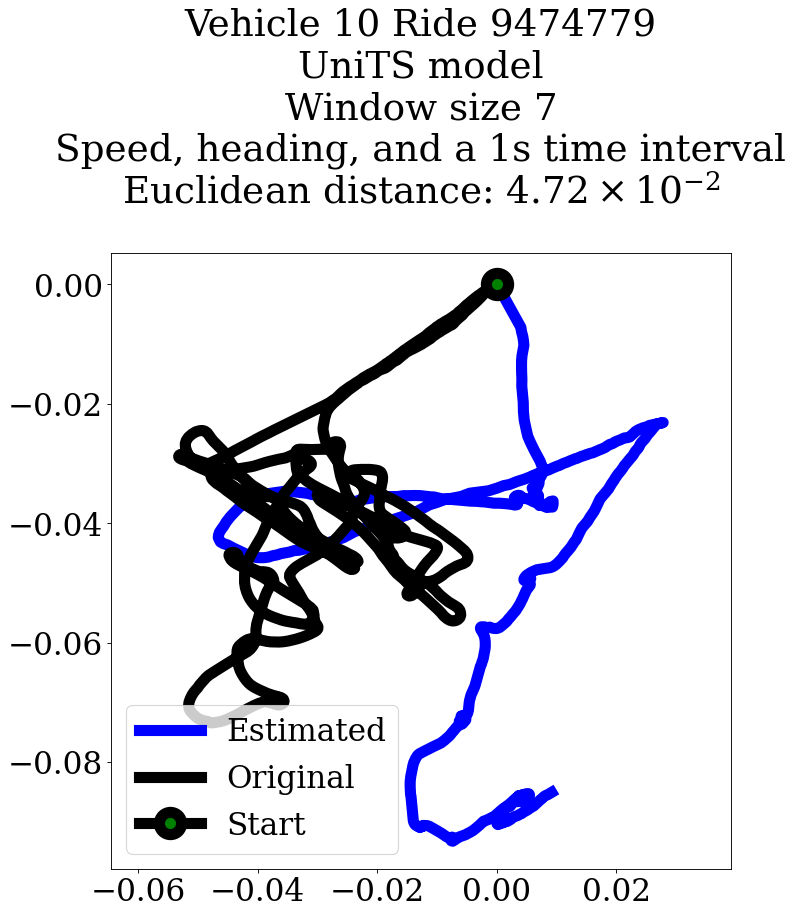 Vehicle 10 Ride 9474779
UniTS model
Window size 7
Speed, heading, and a 1s time interval
Euclidean distance: 4.72 × 10⁻²
0.00
−0.02
−0.04
−0.06
−0.08
Estimated
Original
Start
−0.06 −0.04 −0.02 0.00 0.02